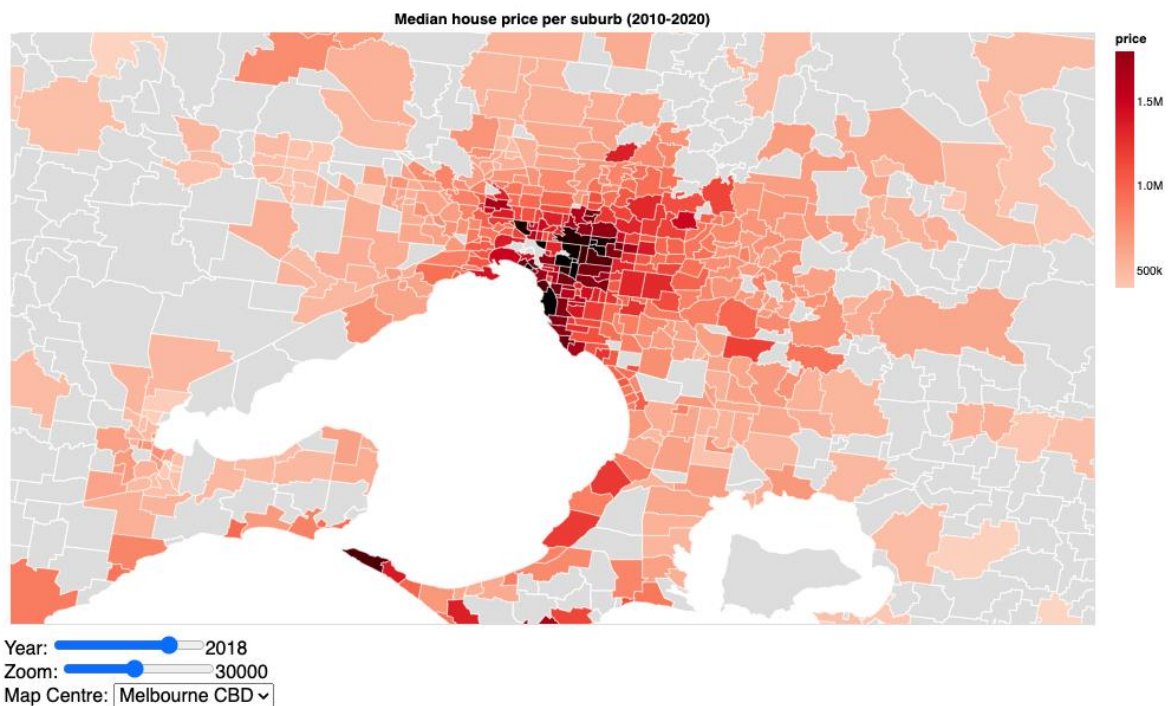 Median house price per suburb (2010-2020)
price
1.5M
1.0M
500k
Year: 2018
Zoom: 30000
Map Centre: Melbourne CBD